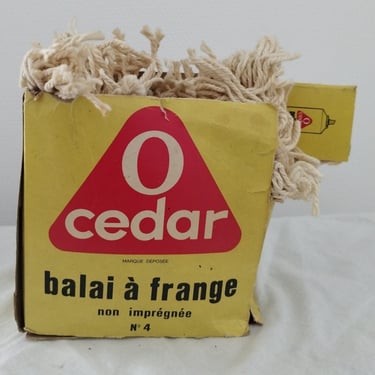 O
cedar
MARQUE DÉPOSÉE
balai à frange
non imprégnée
N° 4
O